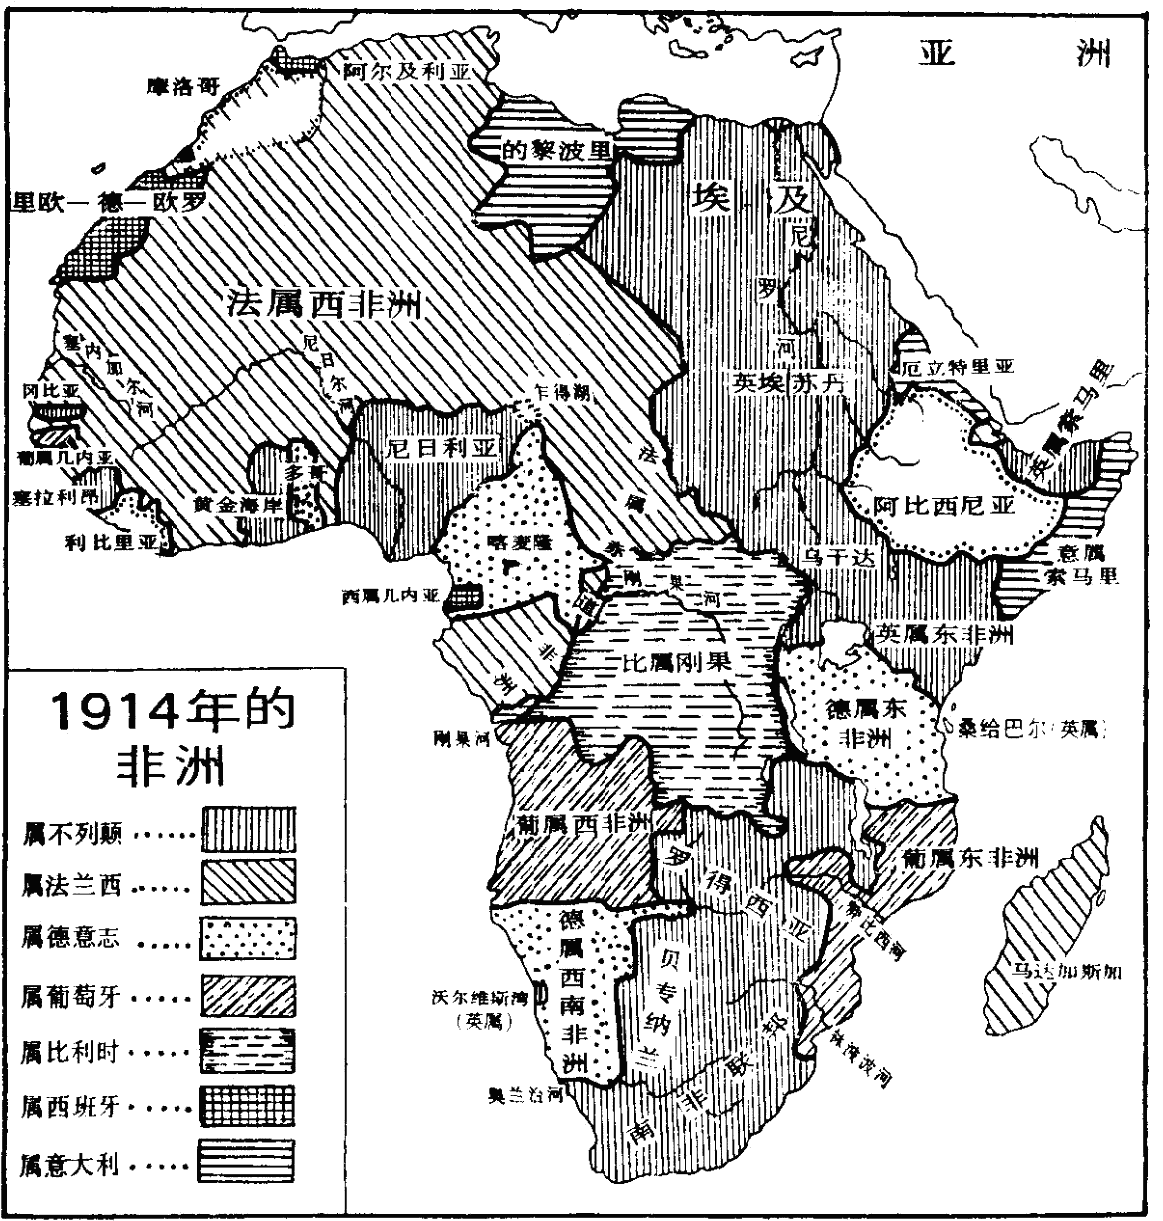 亚 洲
阿尔及利亚
摩洛哥
的黎波里
里欧—德—欧罗
埃及
尼罗河
法属西非洲
塞内加尔河
尼日尔河
冈比亚
乍得湖
英埃苏丹
厄立特里亚
英属索马里
葡属几内亚
尼日利亚
多哥
法属赤道非洲
塞拉利昂
黄金海岸
阿比西尼亚
利比里亚
喀麦隆
乌干达
意属
索马里
西属几内亚
刚果河
英属东非洲
比属刚果
德属东
非洲
桑给巴尔(英属)
刚果河
葡属西非洲
葡属东非洲
罗得西亚
德属西南非洲
贝专纳兰
马达加斯加
沃尔维斯湾
(英属)
南非联邦
林波波河
奥兰治河
1914年的
非洲
属不列颠
属法兰西
属德意志
属葡萄牙
属比利时
属西班牙
属意大利